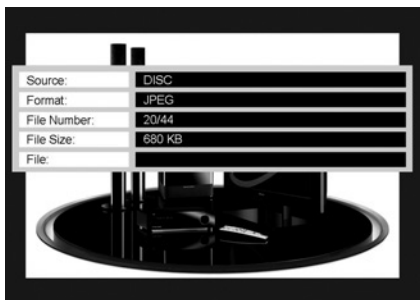 Source: DISC
Format: JPEG
File Number: 20/44
File Size: 680 KB
File: